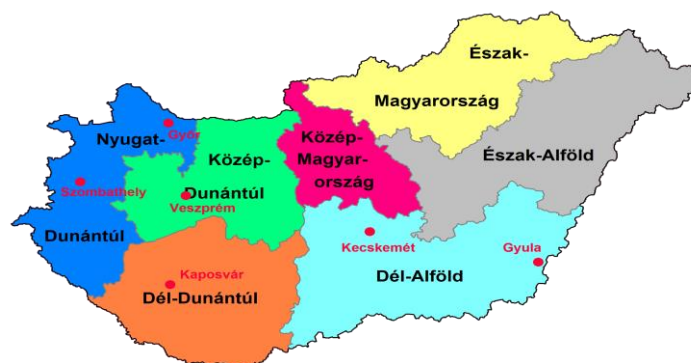 Észak-
Magyarország
Nyugat-
Győr
Közép-
Magyar-
ország
Közép-
Dunántúl
Észak-Alföld
Szombathely
Veszprém
Dunántúl
Kecskemét
Gyula
Dél-Alföld
Kaposvár
Dél-Dunántúl